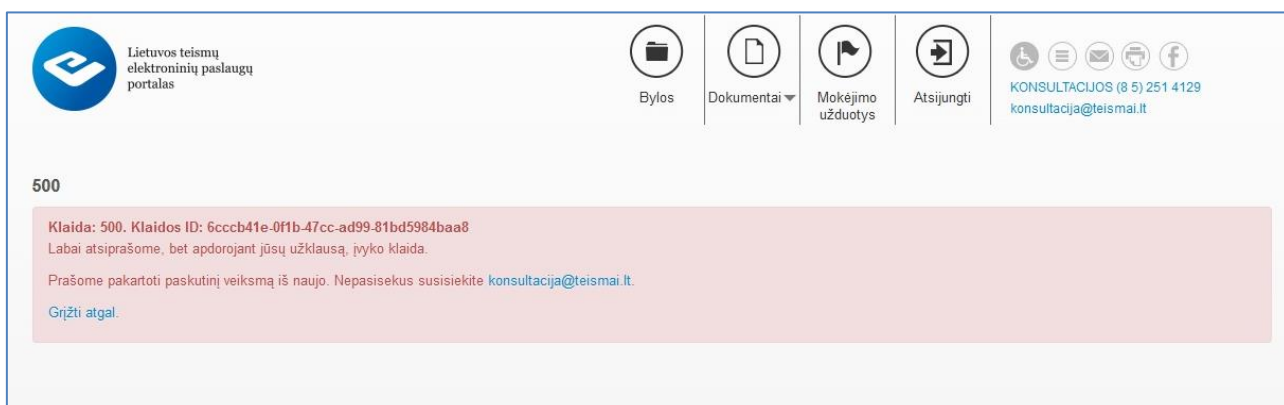 Lietuvos teismų
elektroninių paslaugų
portalas
Bylos
Dokumentai
Mokėjimo
užduotys
Atsijungti
KONSULTACIJOS (8 5) 251 4129
konsultacija@teismai.lt
500
Klaida: 500. Klaidos ID: 6cccb41e-0f1b-47cc-ad99-81bd5984baa8
Labai atsiprašome, bet apdorojant jūsų užklausą, įvyko klaida.
Prašome pakartoti paskutinį veiksmą iš naujo. Nepasisekus susisiekite konsultacija@teismai.lt.
Grįžti atgal.